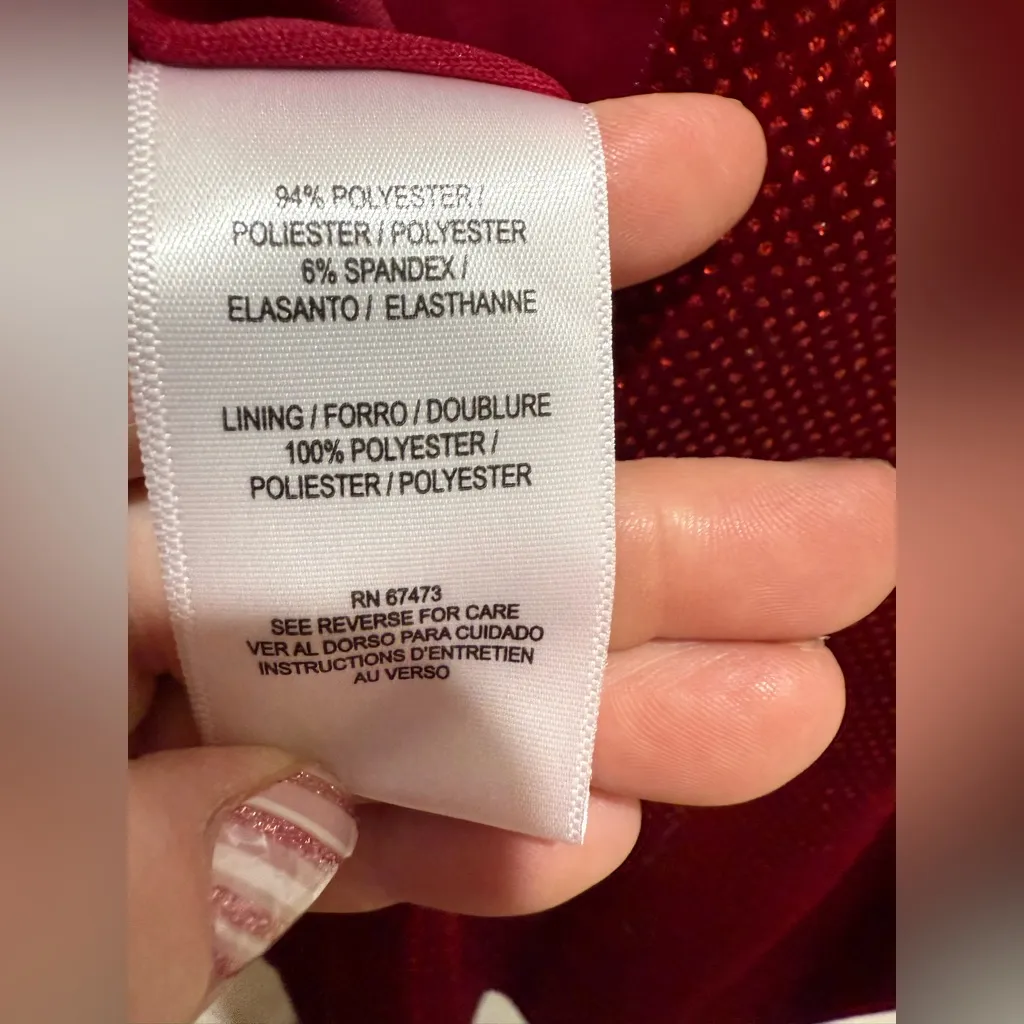 94% POLYESTER /
POLIESTER / POLYESTER
6% SPANDEX /
ELASANTO / ELASTHANNE
LINING / FORRO / DOUBLURE
100% POLYESTER /
POLIESTER / POLYESTER
RN 67473
SEE REVERSE FOR CARE
VER AL DORSO PARA CUIDADO
INSTRUCTIONS D'ENTRETIEN
AU VERSO